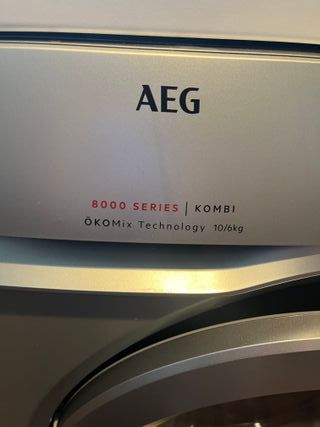 AEG
8000 SERIES | KOMBI
ÖKOMix Technology 10/6kg